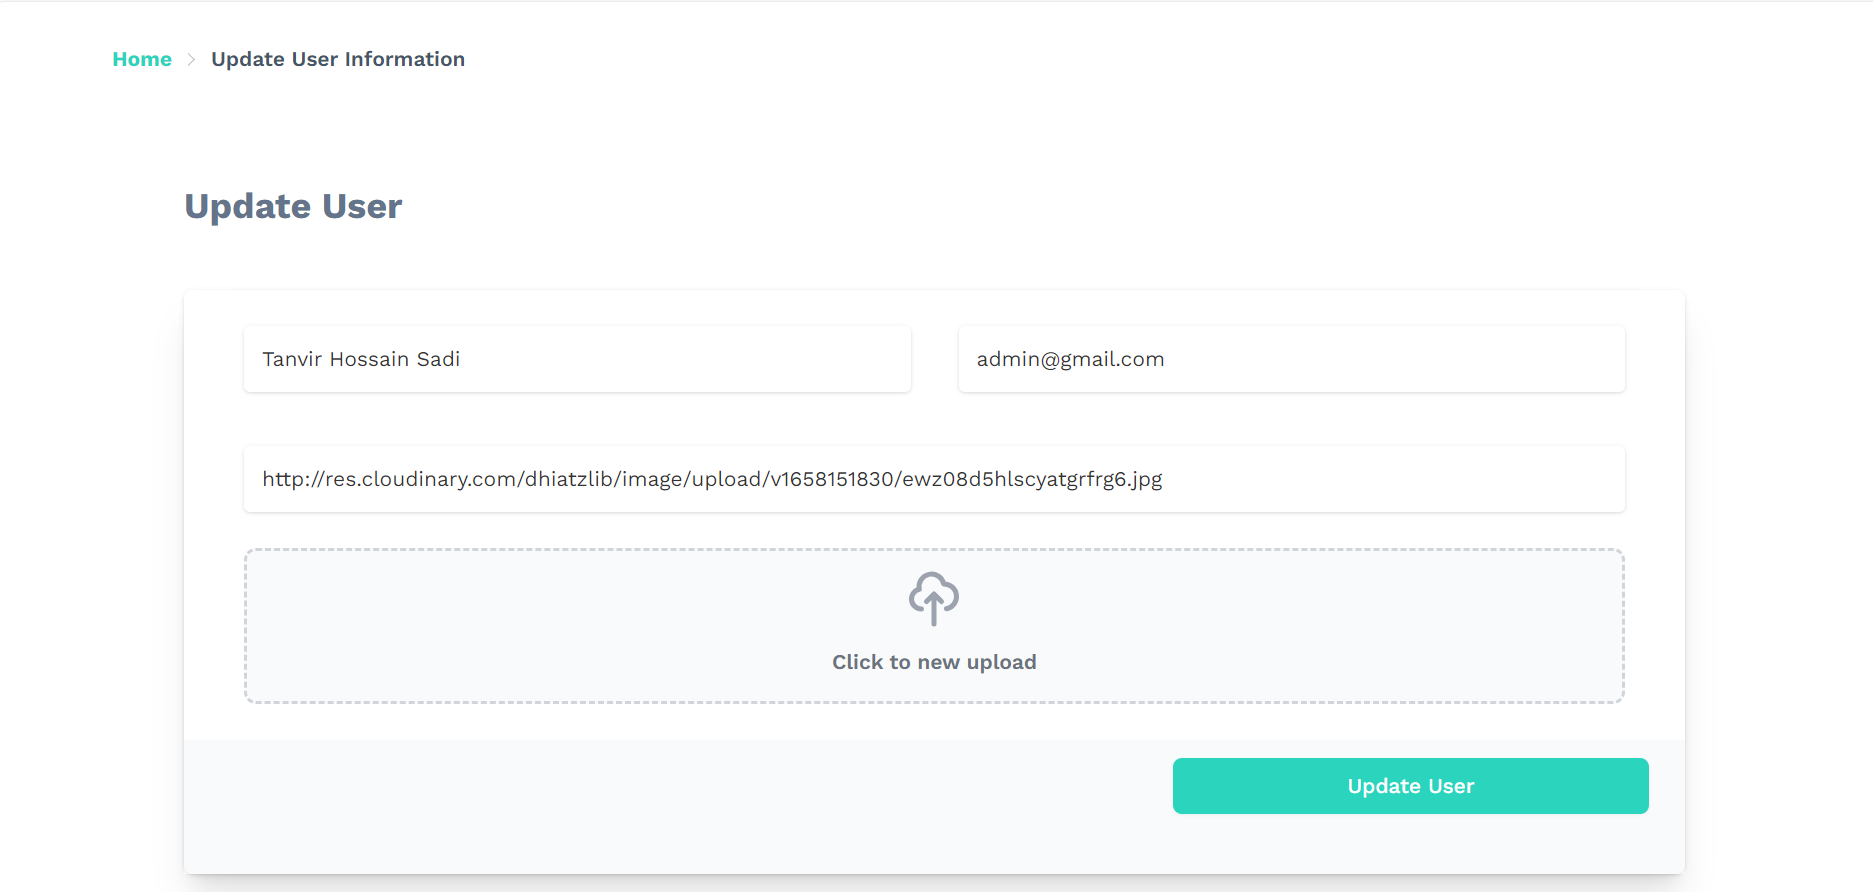 Home > Update User Information
Update User
Tanvir Hossain Sadi
admin@gmail.com
http://res.cloudinary.com/dhiatzlib/image/upload/v1658151830/ewz08d5hlscyatgrfrg6.jpg
Click to new upload
Update User